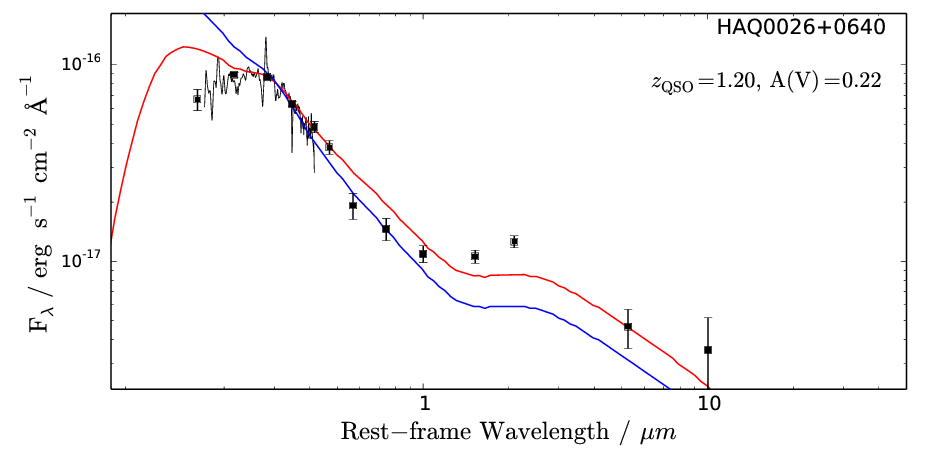 HAQ0026+0640
z_QSO=1.20, A(V)=0.22
10^-16
10^-17
F_λ / erg s^-1 cm^-2 Å^-1
1
10
Rest−frame Wavelength / μm